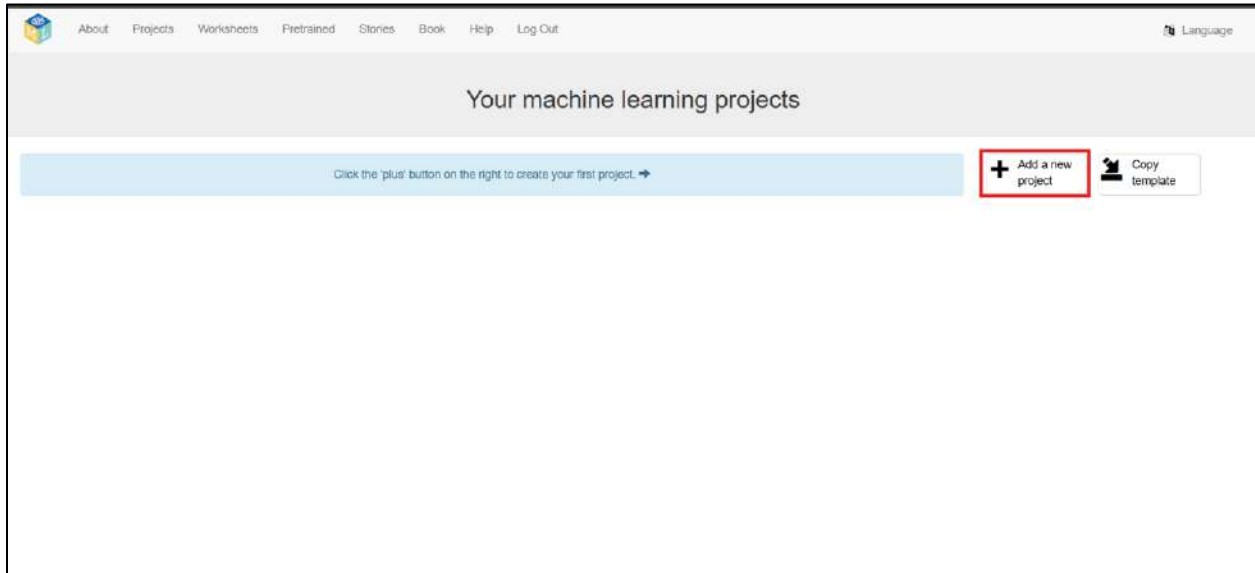 About Projects Worksheets Pretrained Stories Book Help Log Out Language
Your machine learning projects
Click the 'plus' button on the right to create your first project.
Add a new
project
Copy
template